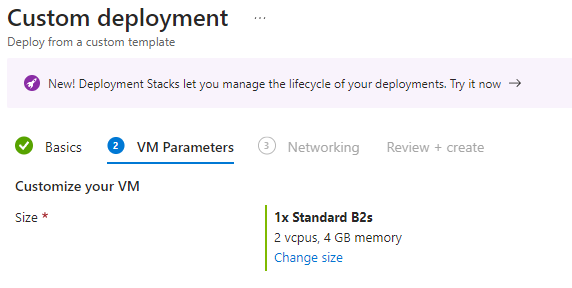 Custom deployment ...
Deploy from a custom template
New! Deployment Stacks let you manage the lifecycle of your deployments. Try it now →
Basics 2 VM Parameters 3 Networking Review + create
Customize your VM
Size * 1x Standard B2s
2 vcpus, 4 GB memory
Change size